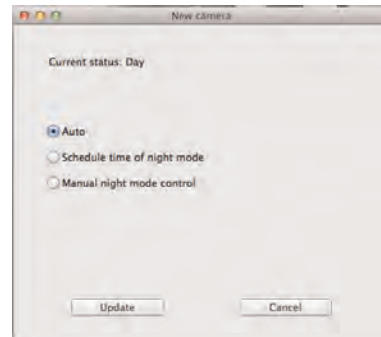 New camera
Current status: Day
Auto
Schedule time of night mode
Manual night mode control
Update
Cancel